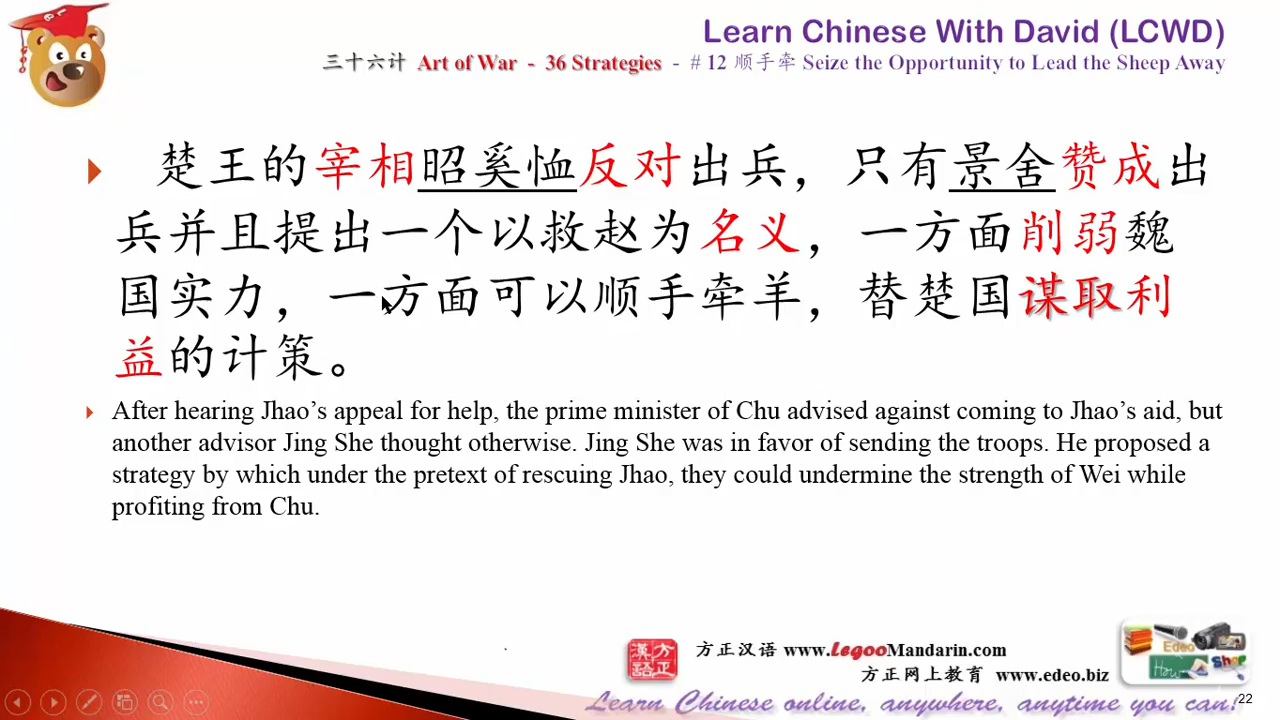 Learn Chinese With David (LCWD)
三十六计 Art of War - 36 Strategies - # 12 顺手牵 Seize the Opportunity to Lead the Sheep Away
楚王的宰相昭奚恤反对出兵，只有景舍赞成出
兵并且提出一个以救赵为名义，一方面削弱魏
国实力，一方面可以顺手牵羊，替楚国谋取利
益的计策。
After hearing Jhao's appeal for help, the prime minister of Chu advised against coming to Jhao's aid, but
another advisor Jing She thought otherwise. Jing She was in favor of sending the troops. He proposed a
strategy by which under the pretext of rescuing Jhao, they could undermine the strength of Wei while
profiting from Chu.
方正漢語
方正汉语 www.LegooMandarin.com
方正网上教育 www.edeo.biz
Edeo
How
Shop
Learn Chinese online, anywhere, anytime you can!
22